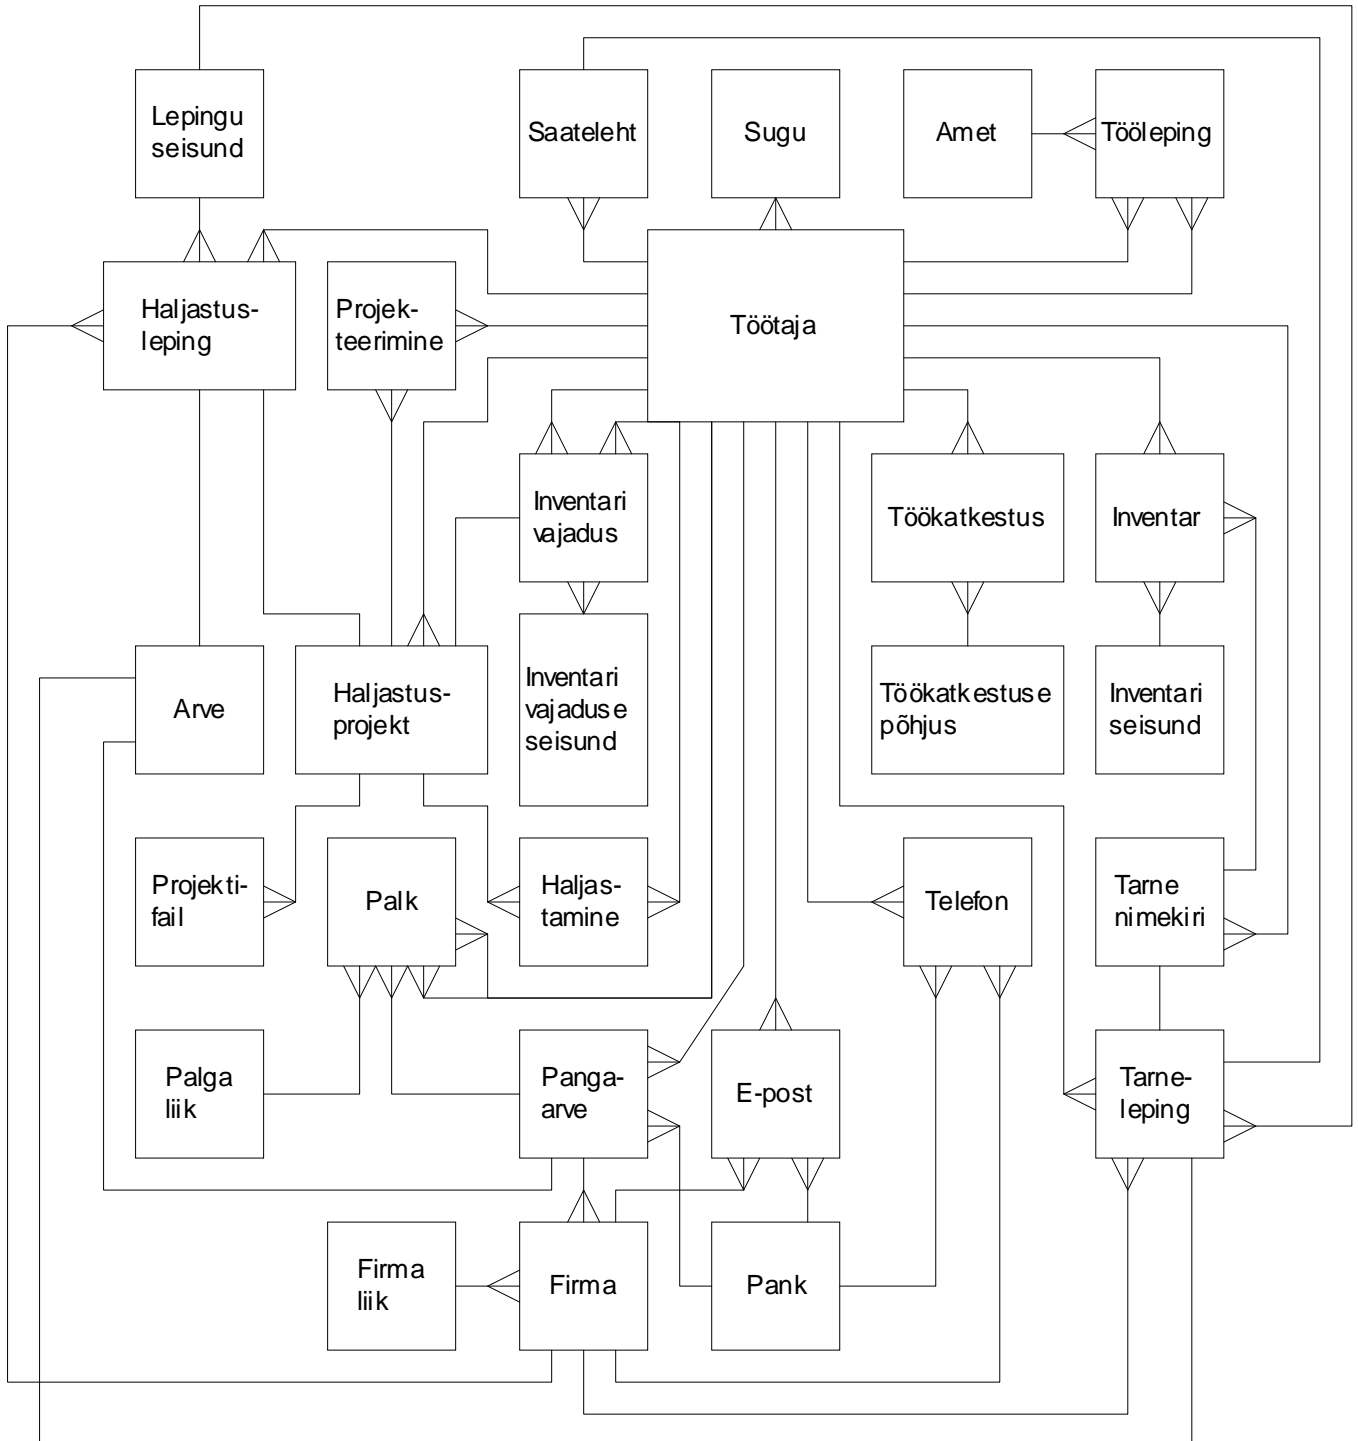 Lepingu
seisund
Saateleht
Sugu
Amet
Tööleping
Haljastus-
leping
Projek-
teerimine
Töötaja
Inventari
vajadus
Töökatkestus
Inventar
Arve
Haljastus-
projekt
Inventari
vajaduse
seisund
Töökatkestuse
põhjus
Inventari
seisund
Projekti-
fail
Palk
Haljas-
tamine
Telefon
Tarne
nimekiri
Palga
liik
Panga-
arve
E-post
Tarne-
leping
Firma
liik
Firma
Pank